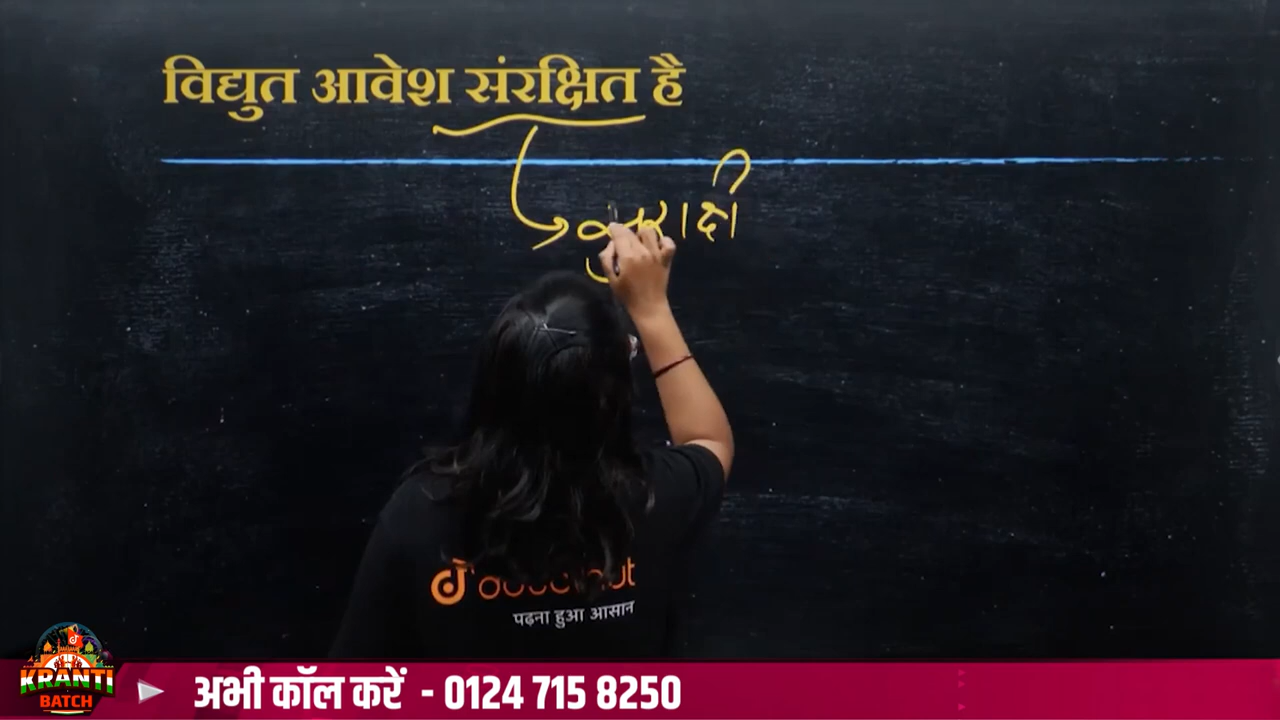 विद्युत आवेश संरक्षित है
पढ़ना हुआ आसान
KRANTI
BATCH
अभी कॉल करें - 0124 715 8250